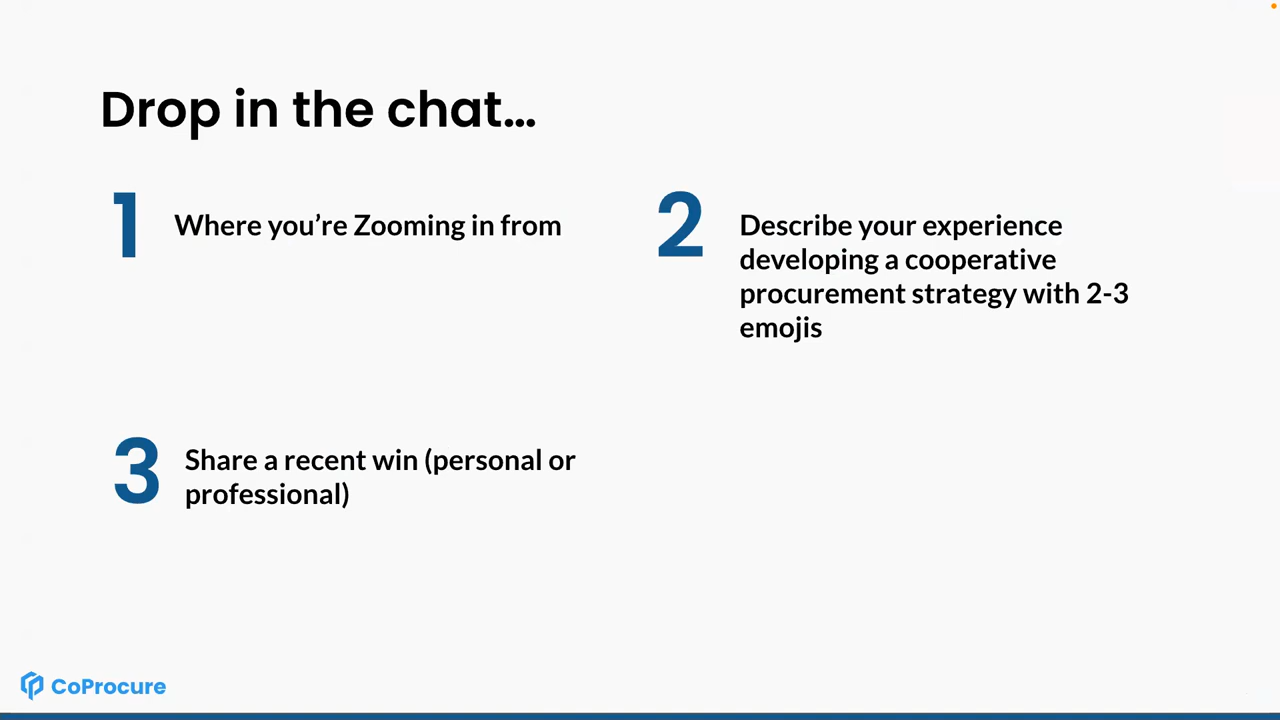 Drop in the chat…
1
Where you’re Zooming in from
2
Describe your experience
developing a cooperative
procurement strategy with 2-3
emojis
3
Share a recent win (personal or
professional)
CoProcure